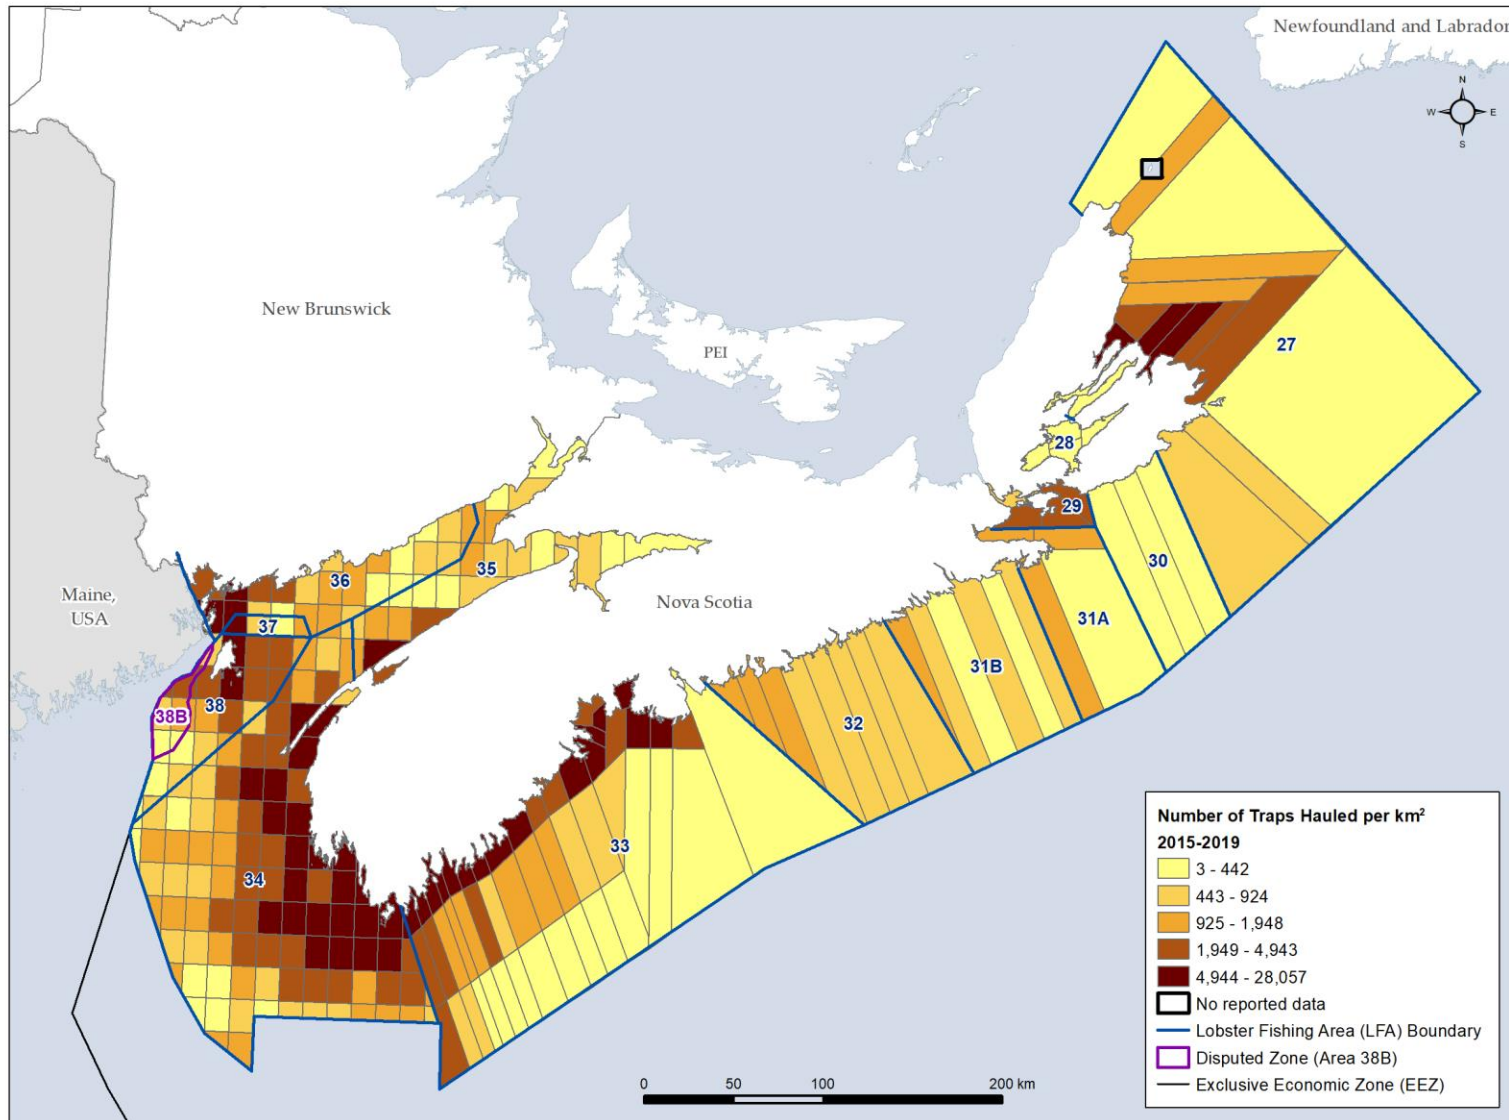 Newfoundland and Labrador
N
W E
S
New Brunswick
PEI
27
28
29
30
Maine,
USA
36
35
37
Nova Scotia
31A
31B
38
38B
32
33
34
Number of Traps Hauled per km²
2015-2019
3 - 442
443 - 924
925 - 1,948
1,949 - 4,943
4,944 - 28,057
No reported data
Lobster Fishing Area (LFA) Boundary
Disputed Zone (Area 38B)
Exclusive Economic Zone (EEZ)
0 50 100 200 km